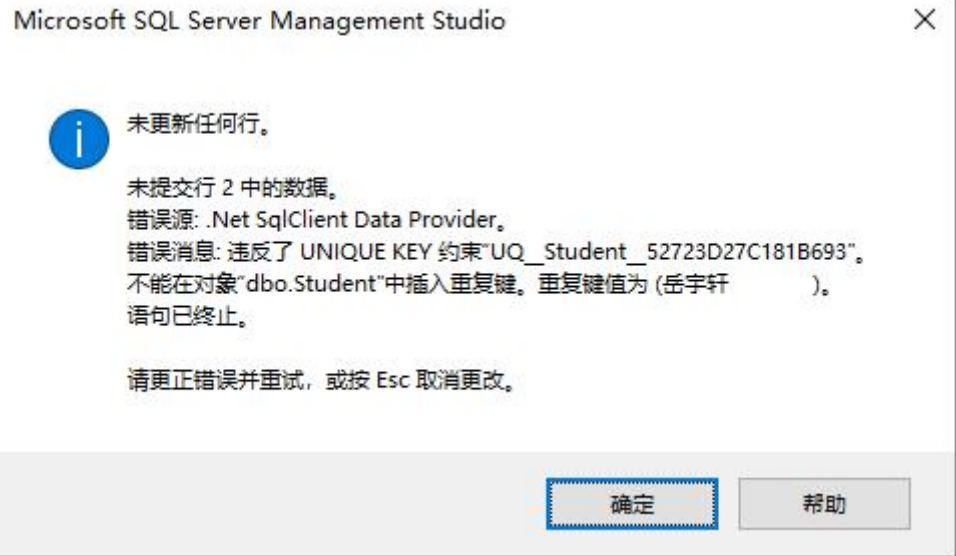 Microsoft SQL Server Management Studio
未更新任何行。
未提交行 2 中的数据。
错误源: .Net SqlClient Data Provider。
错误消息: 违反了 UNIQUE KEY 约束“UQ__Student__52723D27C181B693”。
不能在对象“dbo.Student”中插入重复键。重复键值为 (岳宇轩              )。
语句已终止。
请更正错误并重试，或按 Esc 取消更改。
确定
帮助